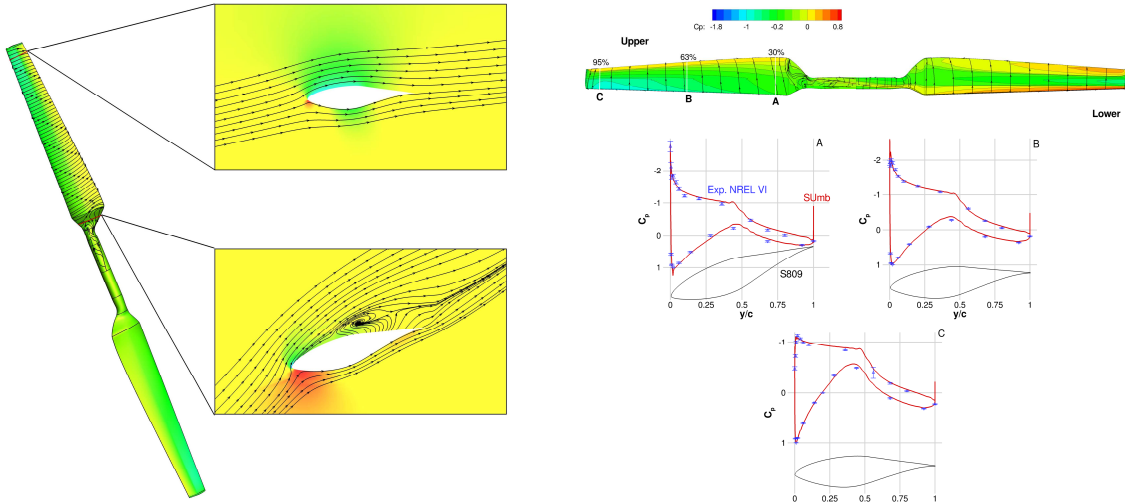 Cp:
-1.8 -1 -0.2 0 0.8
Upper
95% 63% 30%
C B A
Lower
A
-2
-1
0
1
Cp
Exp. NREL VI
SUmb
S809
0 0.25 0.5 0.75 1
y/c
B
-2
-1
0
1
Cp
0 0.25 0.5 0.75 1
y/c
C
-1
0
1
Cp
0 0.25 0.5 0.75 1